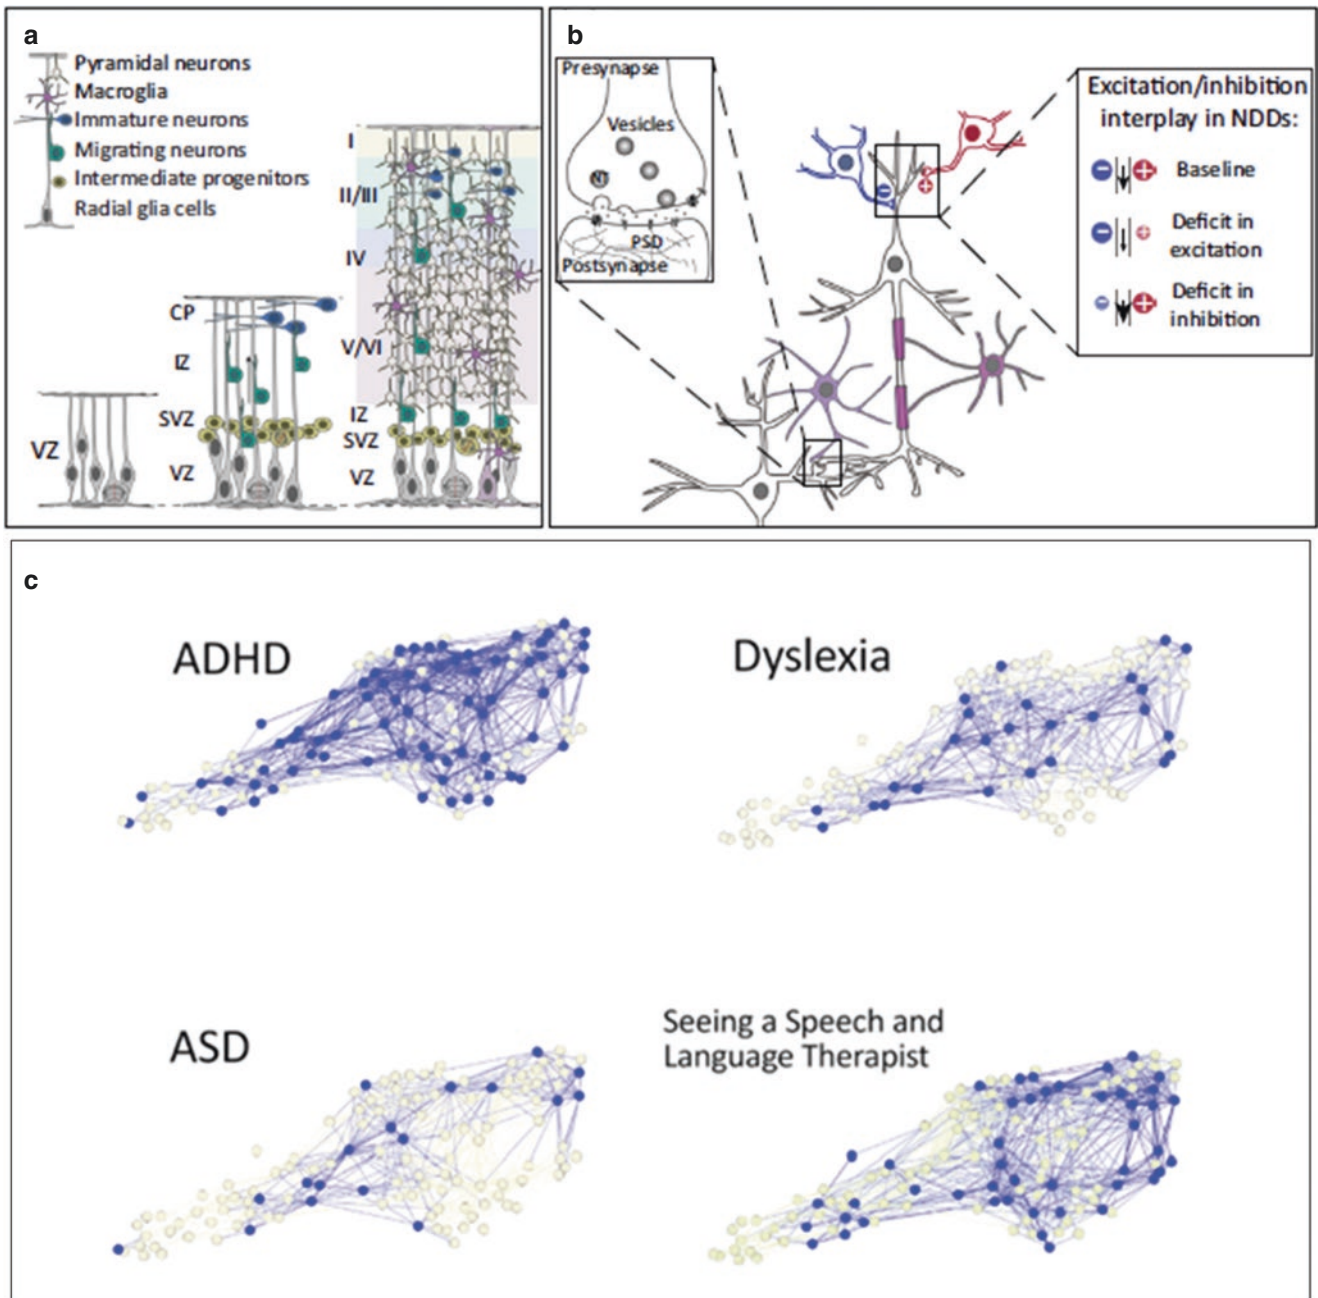 a
Pyramidal neurons
Macroglia
Immature neurons
Migrating neurons
Intermediate progenitors
Radial glia cells
VZ
CP
IZ
SVZ
VZ
I
II/III
IV
V/VI
IZ
SVZ
VZ
b
Presynapse
Vesicles
NT
PSD
Postsynapse
Excitation/inhibition
interplay in NDDs:
Baseline
Deficit in
excitation
Deficit in
inhibition
c
ADHD
Dyslexia
ASD
Seeing a Speech and
Language Therapist